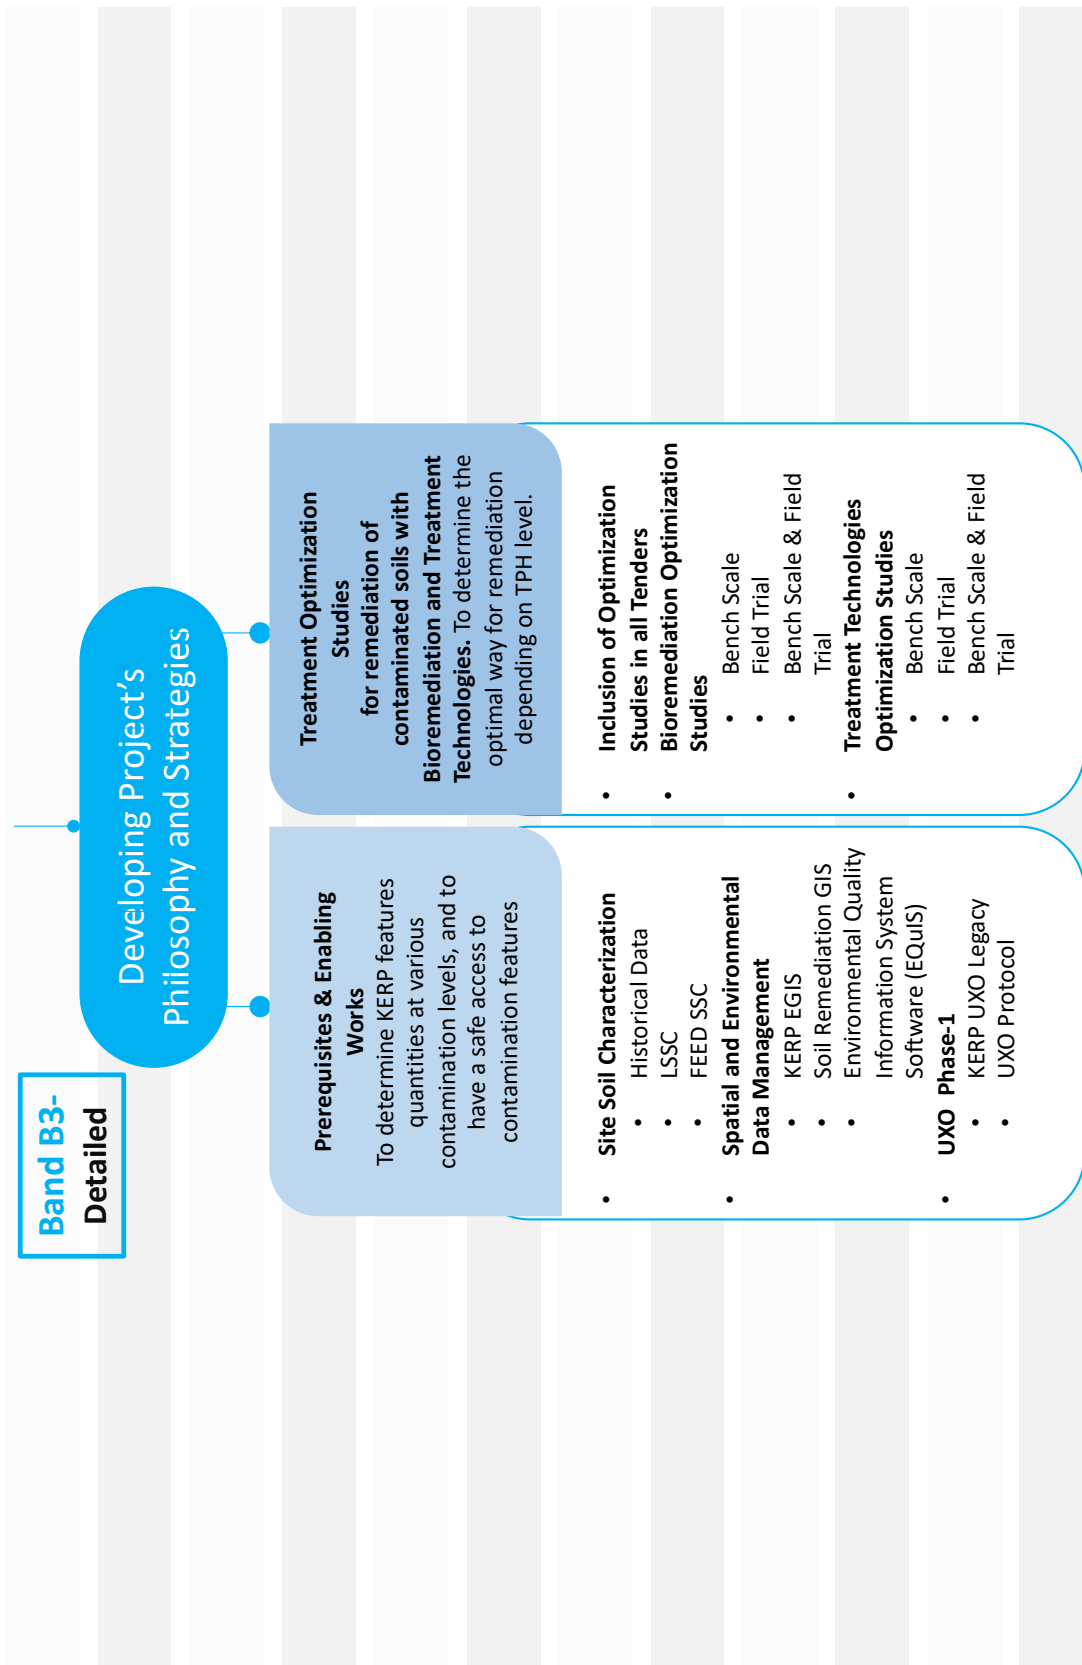 Band B3-
Detailed
Developing Project's
Philosophy and Strategies
Prerequisites & Enabling
Works
To determine KERP features
quantities at various
contamination levels, and to
have a safe access to
contamination features
• Site Soil Characterization
• Historical Data
• LSSC
• FEED SSC
• Spatial and Environmental
Data Management
• KERP EGIS
• Soil Remediation GIS
• Environmental Quality
Information System
Software (EQuIS)
• UXO Phase-1
• KERP UXO Legacy
• UXO Protocol
Treatment Optimization
Studies
for remediation of
contaminated soils with
Bioremediation and Treatment
Technologies. To determine the
optimal way for remediation
depending on TPH level.
• Inclusion of Optimization
Studies in all Tenders
• Bioremediation Optimization
Studies
• Bench Scale
• Field Trial
• Bench Scale & Field
Trial
• Treatment Technologies
Optimization Studies
• Bench Scale
• Field Trial
• Bench Scale & Field
Trial